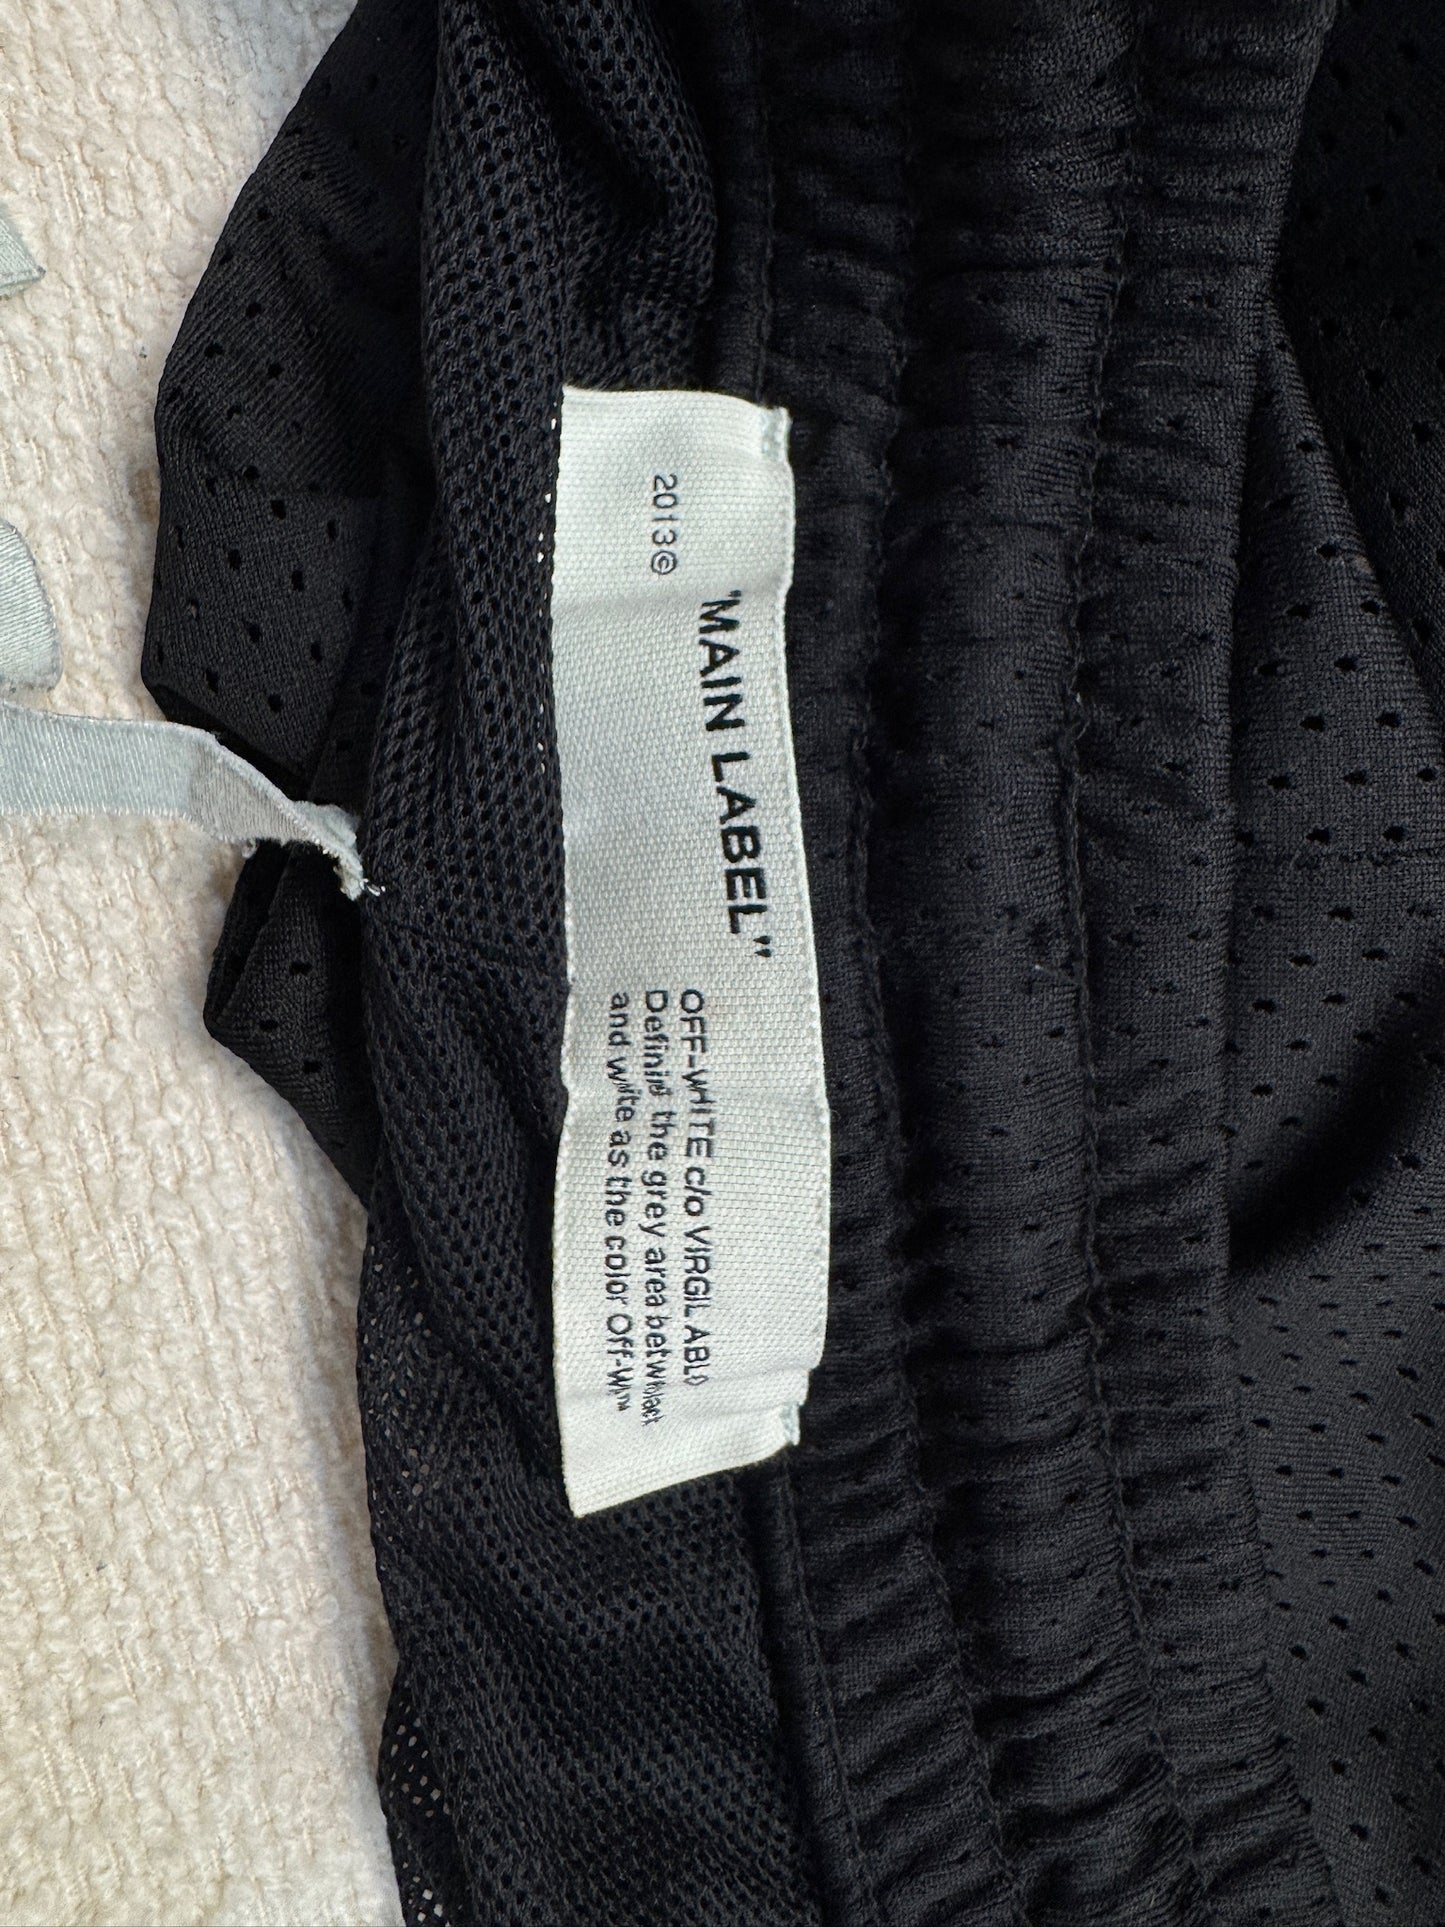 2013©
"MAIN LABEL"
OFF-WHITE c/o VIRGIL ABLO
Defining the grey area between black
and white as the color Off-White™